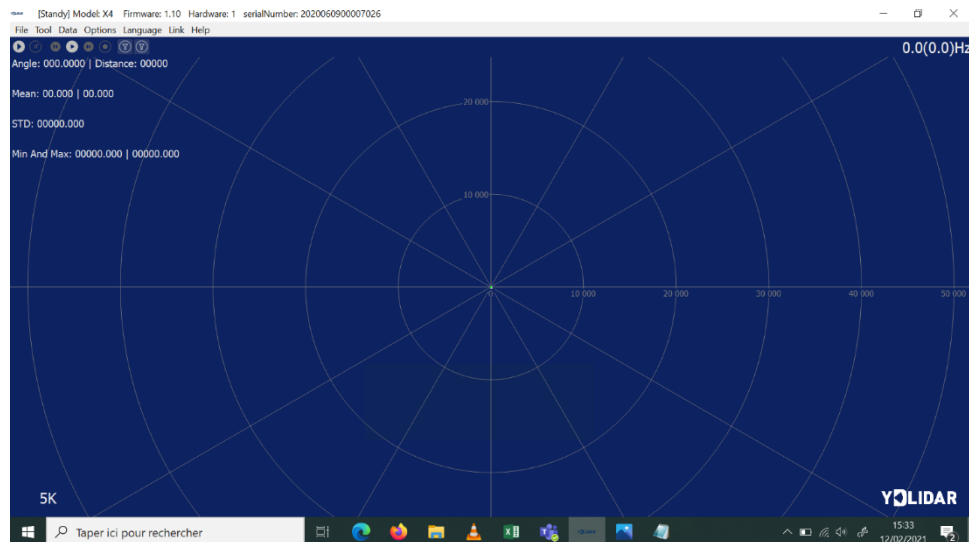 [Standy] Model: X4 Firmware: 1.10 Hardware: 1 serialNumber: 2020060900007026
File Tool Data Options Language Link Help
0.0(0.0)Hz
Angle: 000.0000 | Distance: 00000
Mean: 00.000 | 00.000
STD: 00000.000
Min And Max: 00000.000 | 00000.000
20 000
10 000
0
10 000
20 000
30 000
40 000
50 000
5K
YDLIDAR
Taper ici pour rechercher
15:33
12/02/2021
2